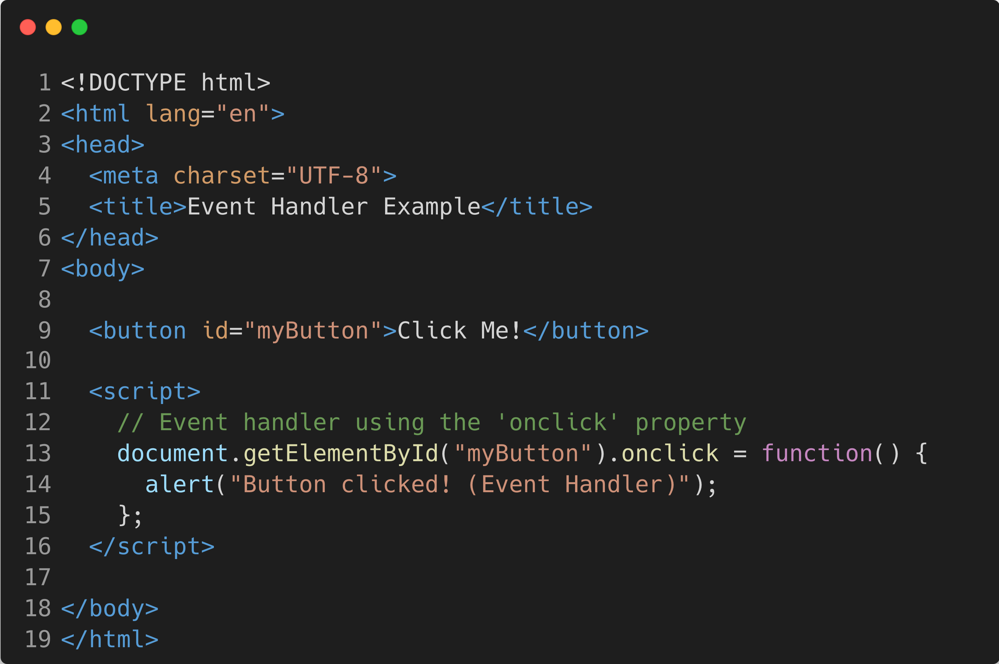 1 <!DOCTYPE html>
2 <html lang="en">
3 <head>
4   <meta charset="UTF-8">
5   <title>Event Handler Example</title>
6 </head>
7 <body>
8
9   <button id="myButton">Click Me!</button>
10
11   <script>
12     // Event handler using the 'onclick' property
13     document.getElementById("myButton").onclick = function() {
14       alert("Button clicked! (Event Handler)");
15     };
16   </script>
17
18 </body>
19 </html>